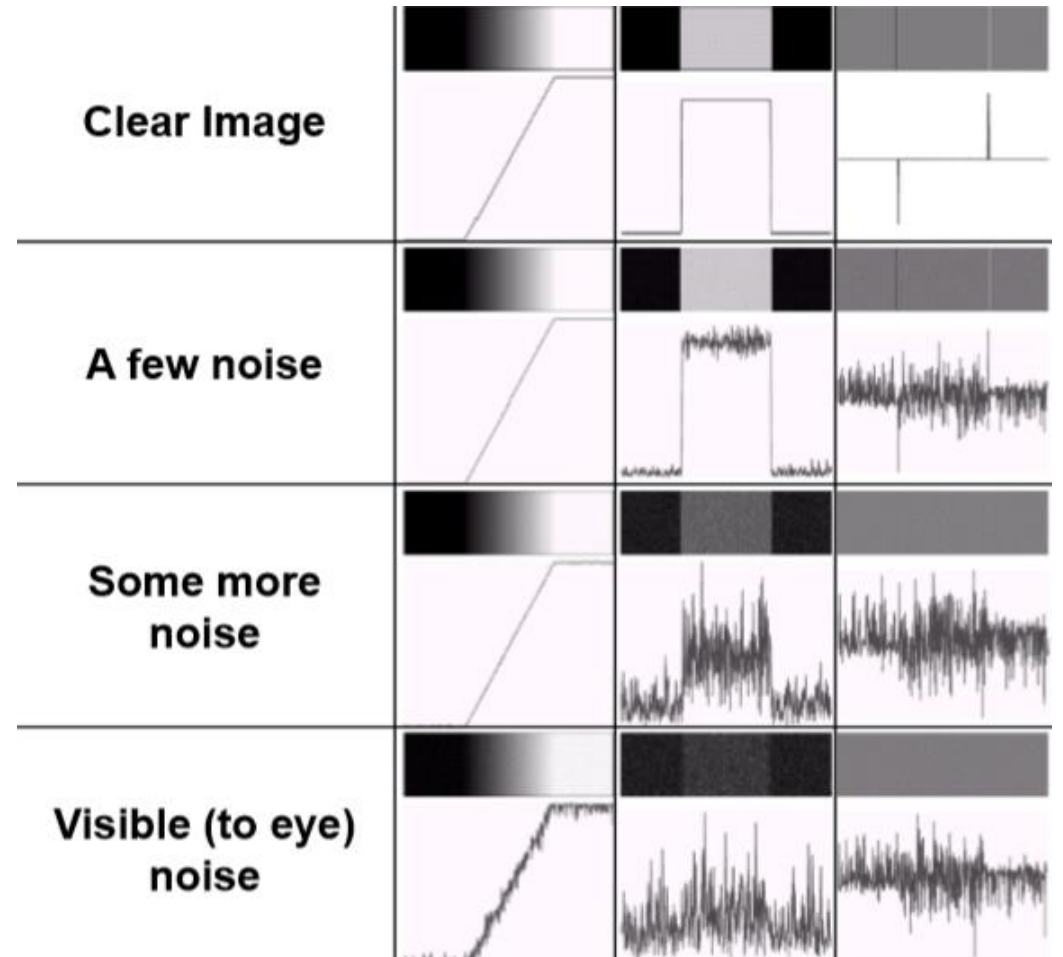 Clear Image
A few noise
Some more
noise
Visible (to eye)
noise